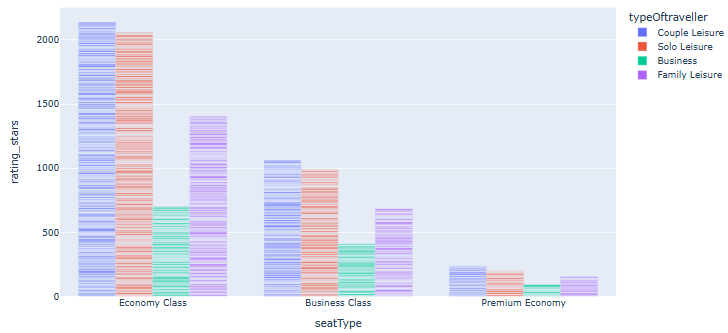 typeOftraveller
Couple Leisure
Solo Leisure
Business
Family Leisure
rating_stars
2000
1500
1000
500
0
Economy Class
Business Class
Premium Economy
seatType